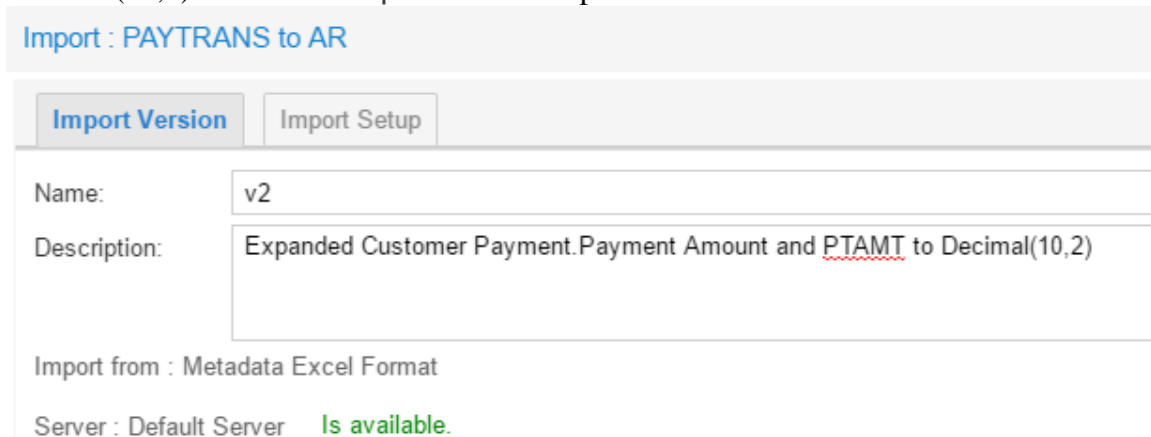 Import : PAYTRANS to AR
Import Version Import Setup
Name: v2
Description: Expanded Customer Payment.Payment Amount and PTAMT to Decimal(10,2)
Import from : Metadata Excel Format
Server : Default Server Is available.